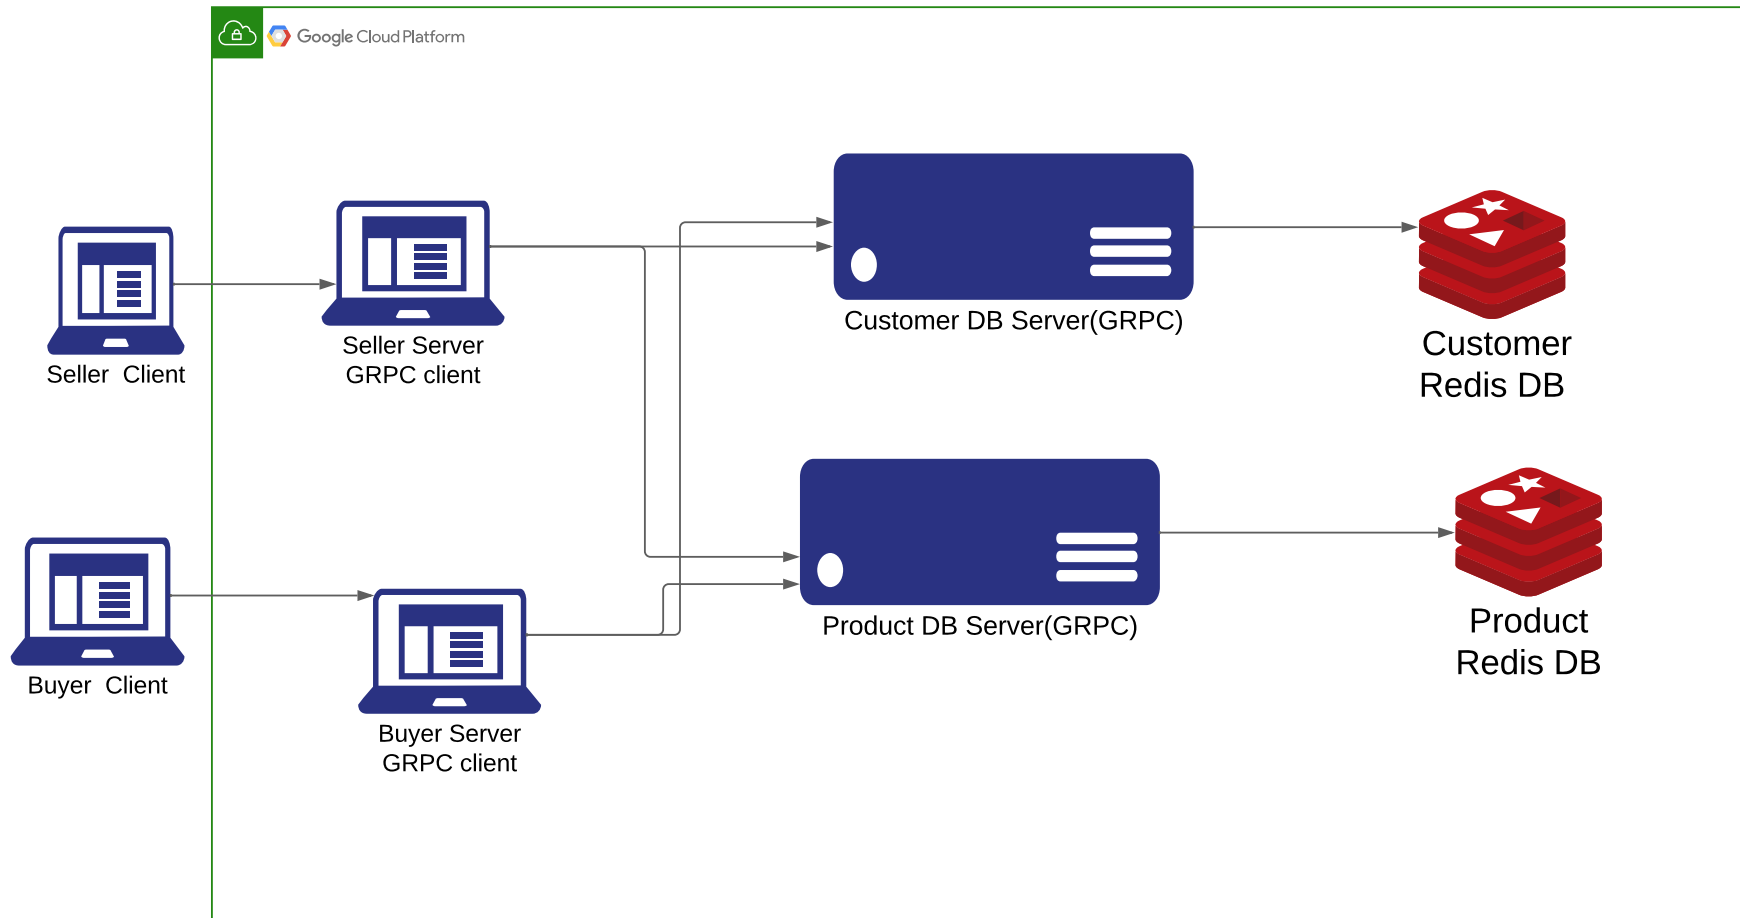 Google Cloud Platform
Seller Client
Seller Server
GRPC client
Customer DB Server(GRPC)
Customer
Redis DB
Buyer Client
Buyer Server
GRPC client
Product DB Server(GRPC)
Product
Redis DB